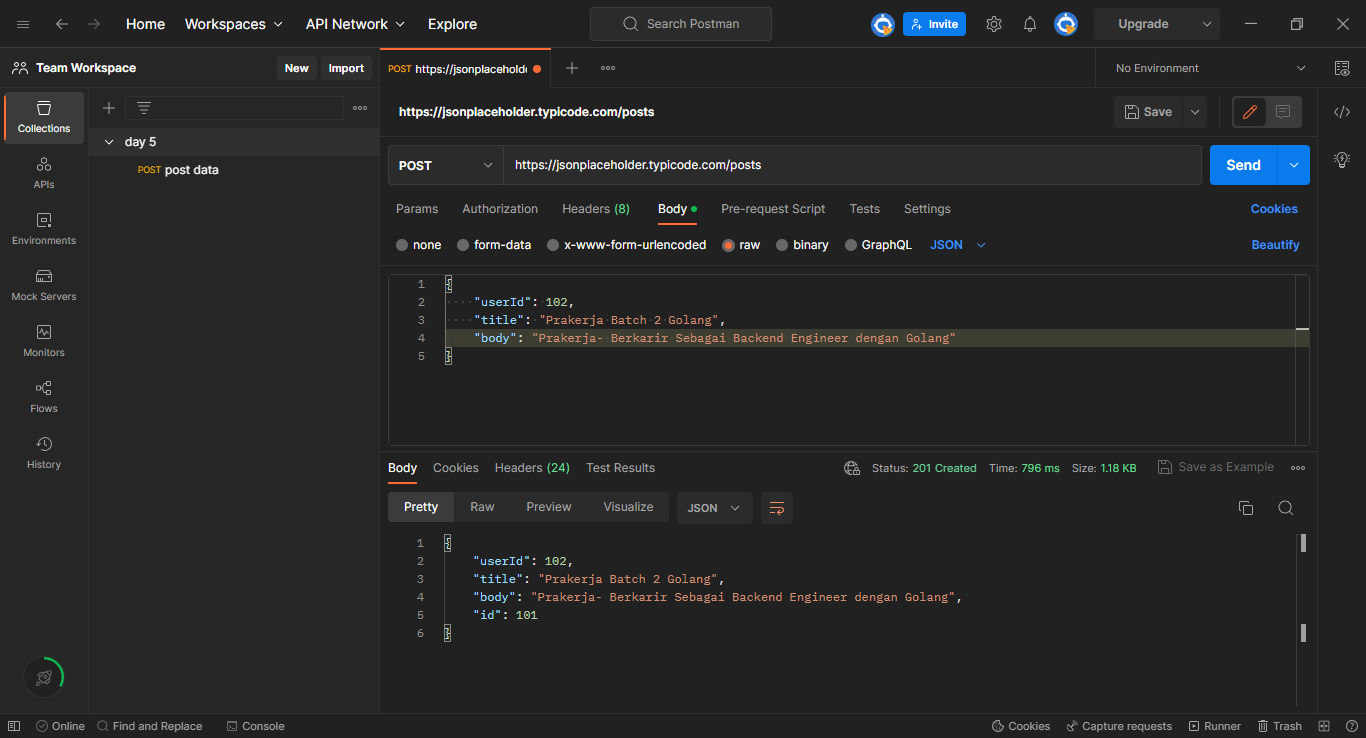 Home Workspaces API Network Explore Search Postman Invite Upgrade
Team Workspace New Import POST https://jsonplaceholde No Environment
https://jsonplaceholder.typicode.com/posts Save
Collections
day 5
POST post data
APIs
Environments
Mock Servers
Monitors
Flows
History
POST https://jsonplaceholder.typicode.com/posts Send
Params Authorization Headers (8) Body Pre-request Script Tests Settings Cookies
none form-data x-www-form-urlencoded raw binary GraphQL JSON Beautify
1 {
2 "userId": 102,
3 "title": "Prakerja Batch 2 Golang",
4 "body": "Prakerja- Berkarir Sebagai Backend Engineer dengan Golang"
5 }
Body Cookies Headers (24) Test Results Status: 201 Created Time: 796 ms Size: 1.18 KB Save as Example
Pretty Raw Preview Visualize JSON
1 {
2 "userId": 102,
3 "title": "Prakerja Batch 2 Golang",
4 "body": "Prakerja- Berkarir Sebagai Backend Engineer dengan Golang",
5 "id": 101
6 }
Online Find and Replace Console Cookies Capture requests Runner Trash